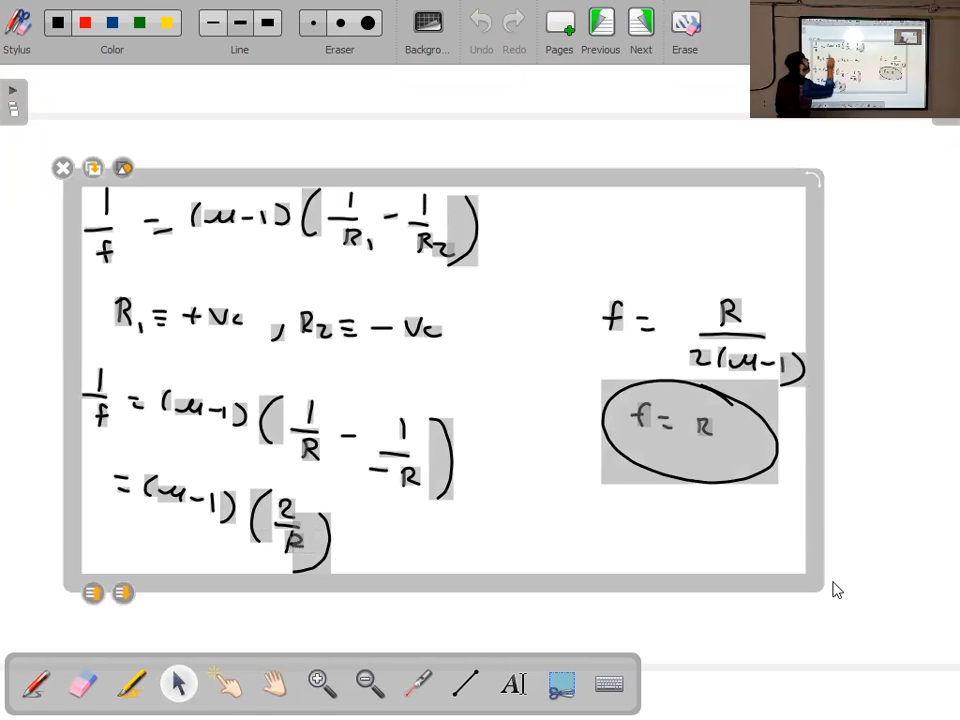 Stylus
Color
Line
Eraser
Backgro...
Undo
Redo
Pages
Previous
Next
Erase
1/f = (μ-1)(1/R₁ - 1/R₂)
R₁ ≡ +ve , R₂ ≡ -ve
1/f = (μ-1)(1/R - 1/-R)
= (μ-1)(2/R)
f = R/2(μ-1)
f = R